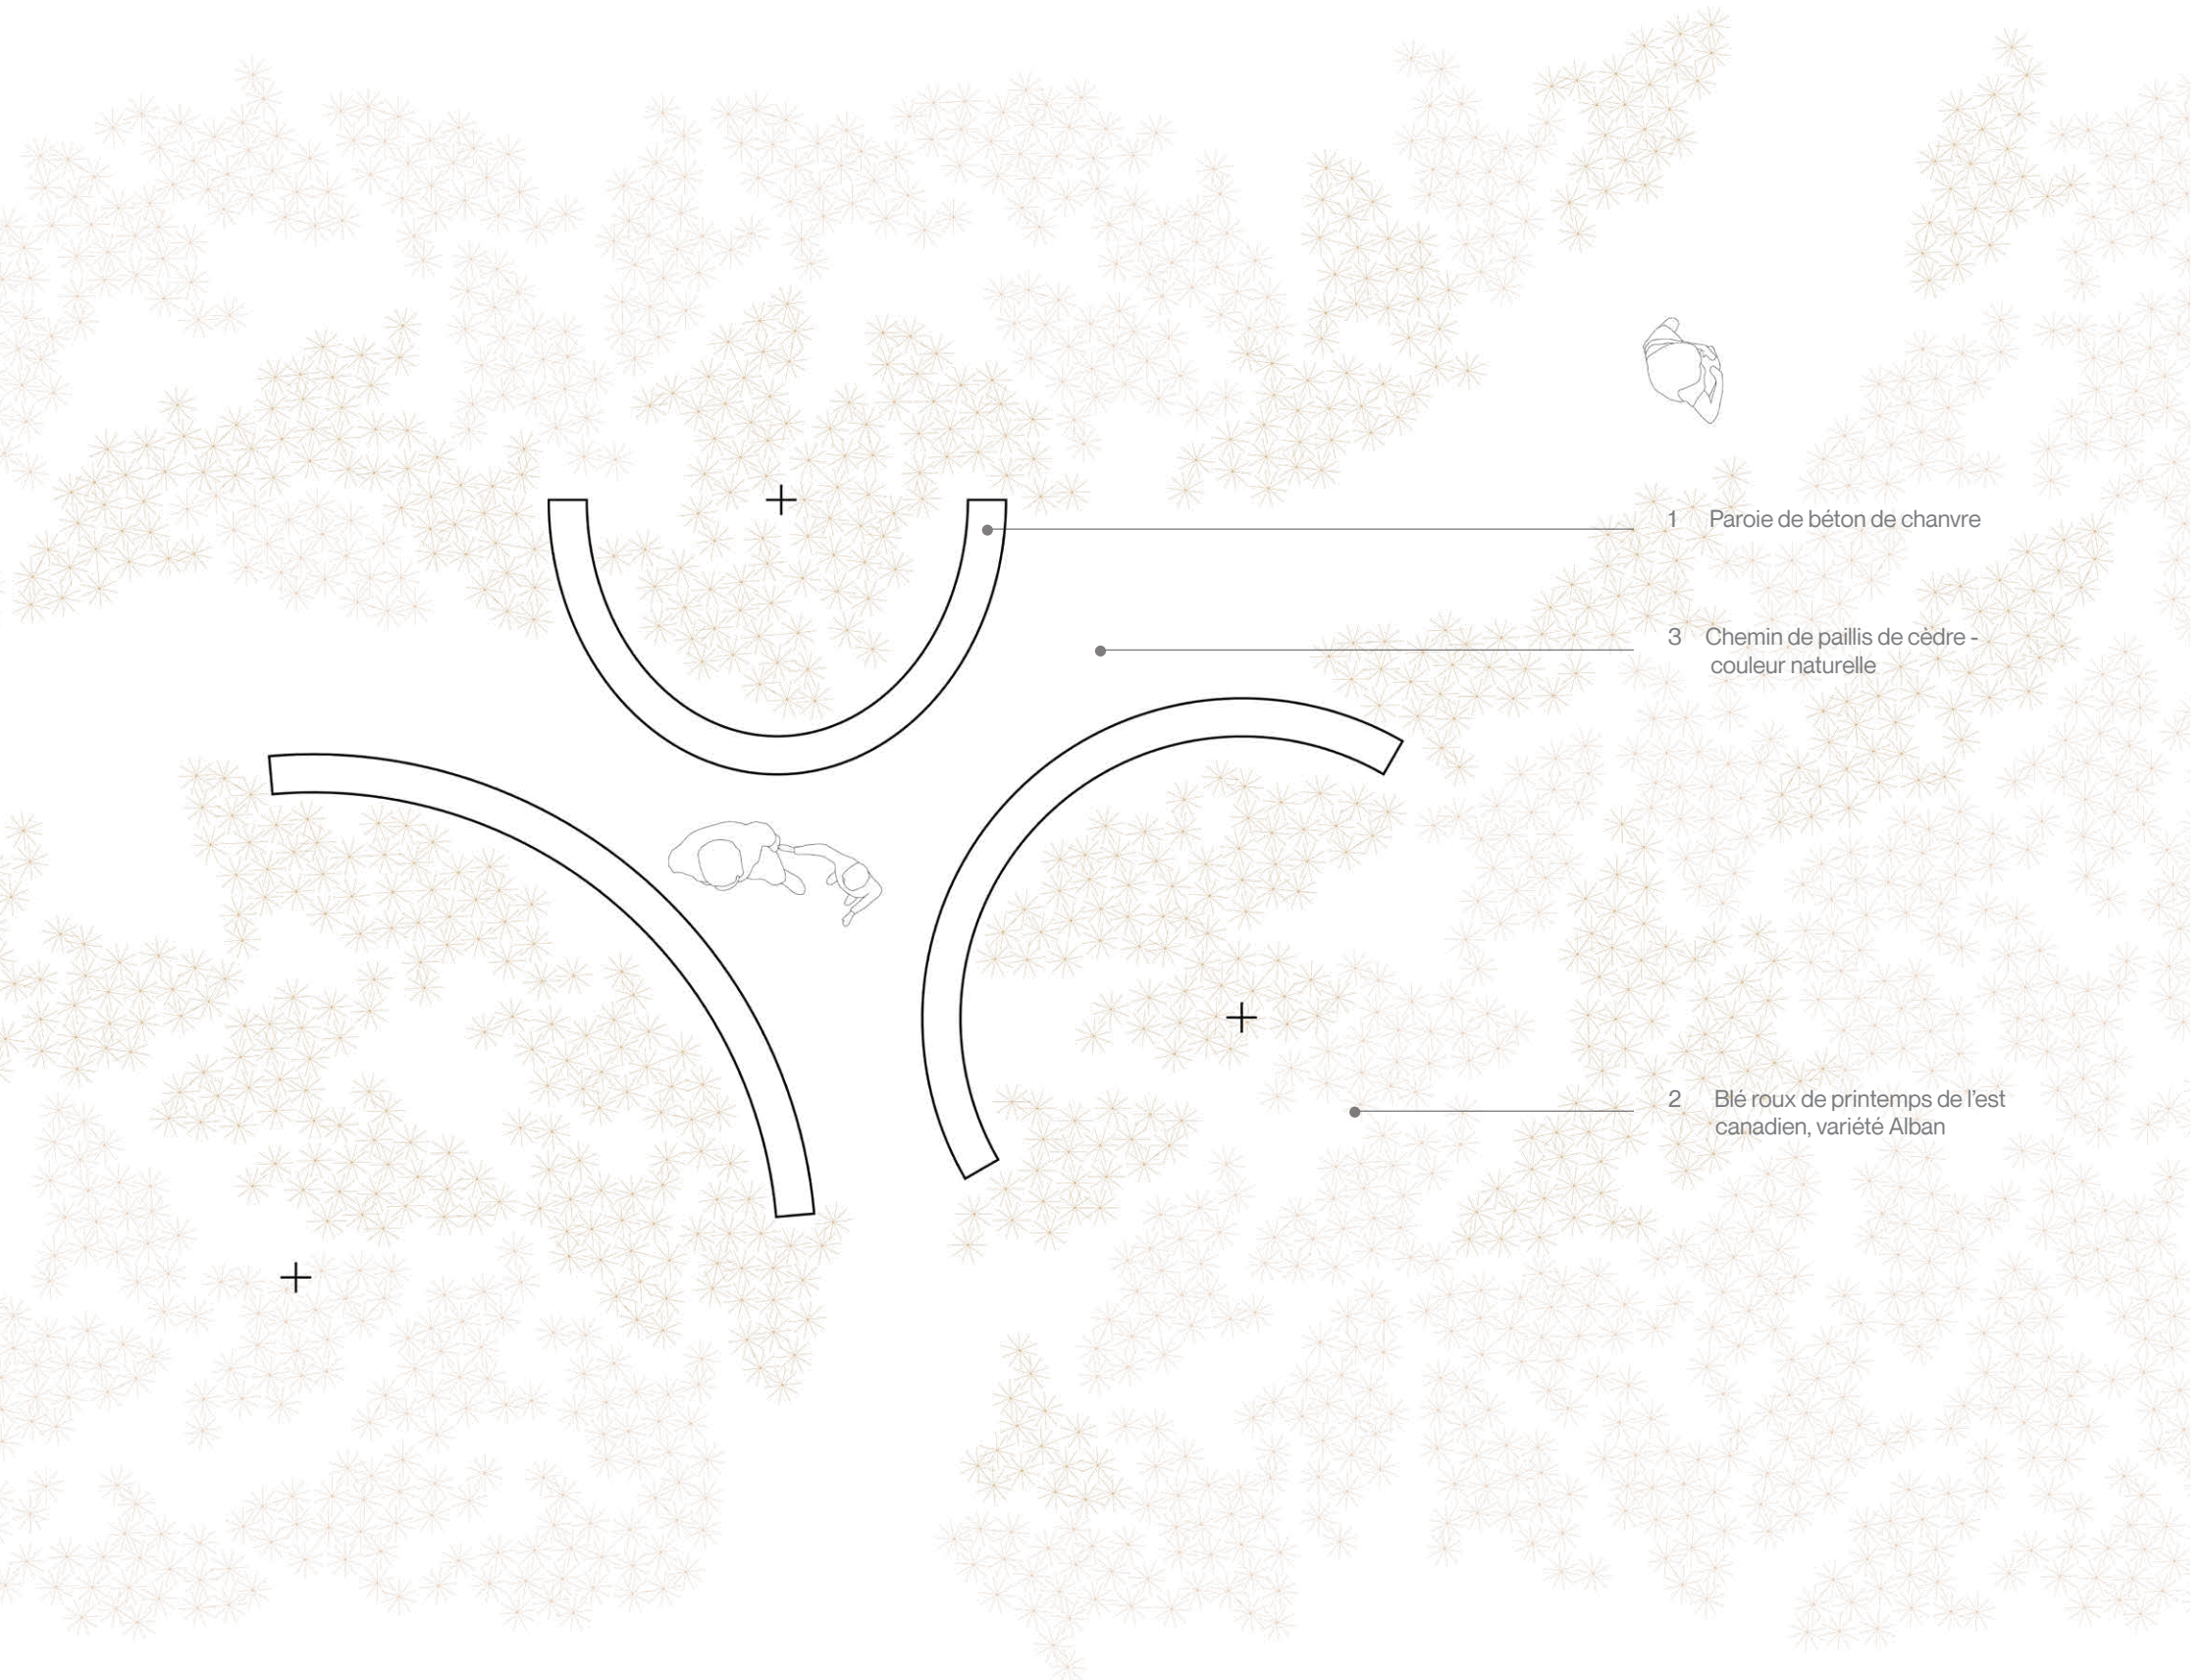 1 Paroie de béton de chanvre
3 Chemin de paillis de cèdre -
couleur naturelle
2 Blé roux de printemps de l’est
canadien, variété Alban